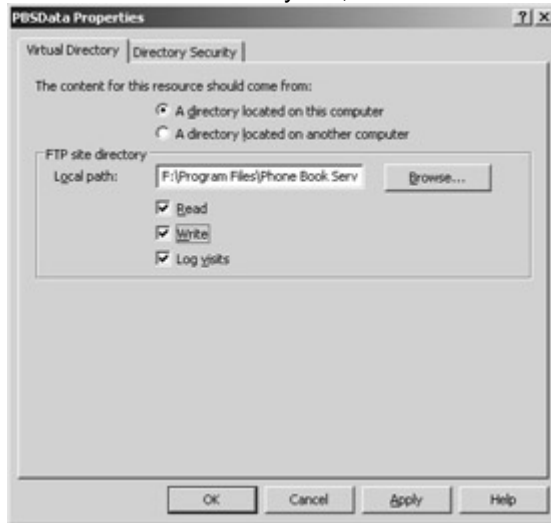 PBSData Properties
Virtual Directory Directory Security
The content for this resource should come from:
A directory located on this computer
A directory located on another computer
FTP site directory
Local path: F:\Program Files\Phone Book Serv Browse...
Read
Write
Log visits
OK Cancel Apply Help